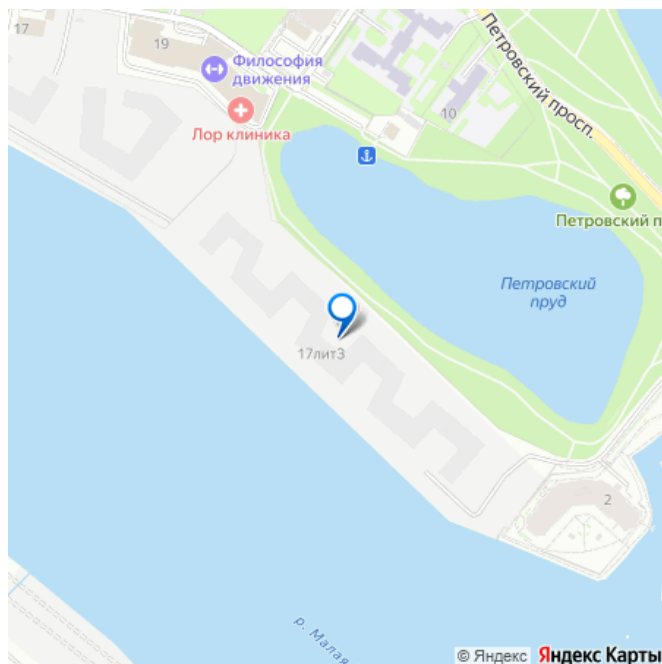 17
19
Философия
движения
Лор клиника
10
Петровский просп.
Петровский п
Петровский
пруд
17лит3
2
р. Малая
© Яндекс Яндекс Карты